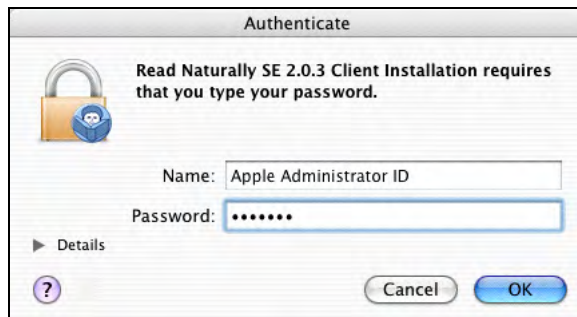 Authenticate
Read Naturally SE 2.0.3 Client Installation requires
that you type your password.
Name: Apple Administrator ID
Password: •••••••
▶ Details
? Cancel OK